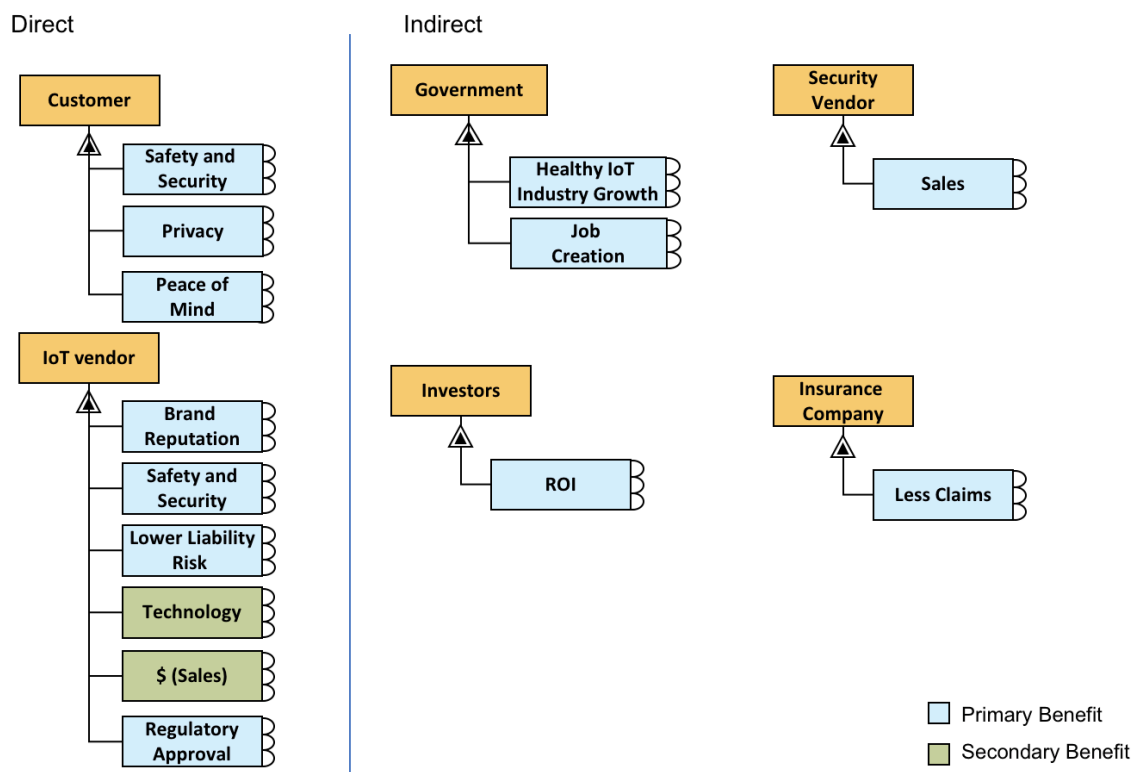 Direct
Customer
Safety and
Security
Privacy
Peace of
Mind
IoT vendor
Brand
Reputation
Safety and
Security
Lower Liability
Risk
Technology
$ (Sales)
Regulatory
Approval
Indirect
Government
Healthy IoT
Industry Growth
Job
Creation
Security
Vendor
Sales
Investors
ROI
Insurance
Company
Less Claims
Primary Benefit
Secondary Benefit